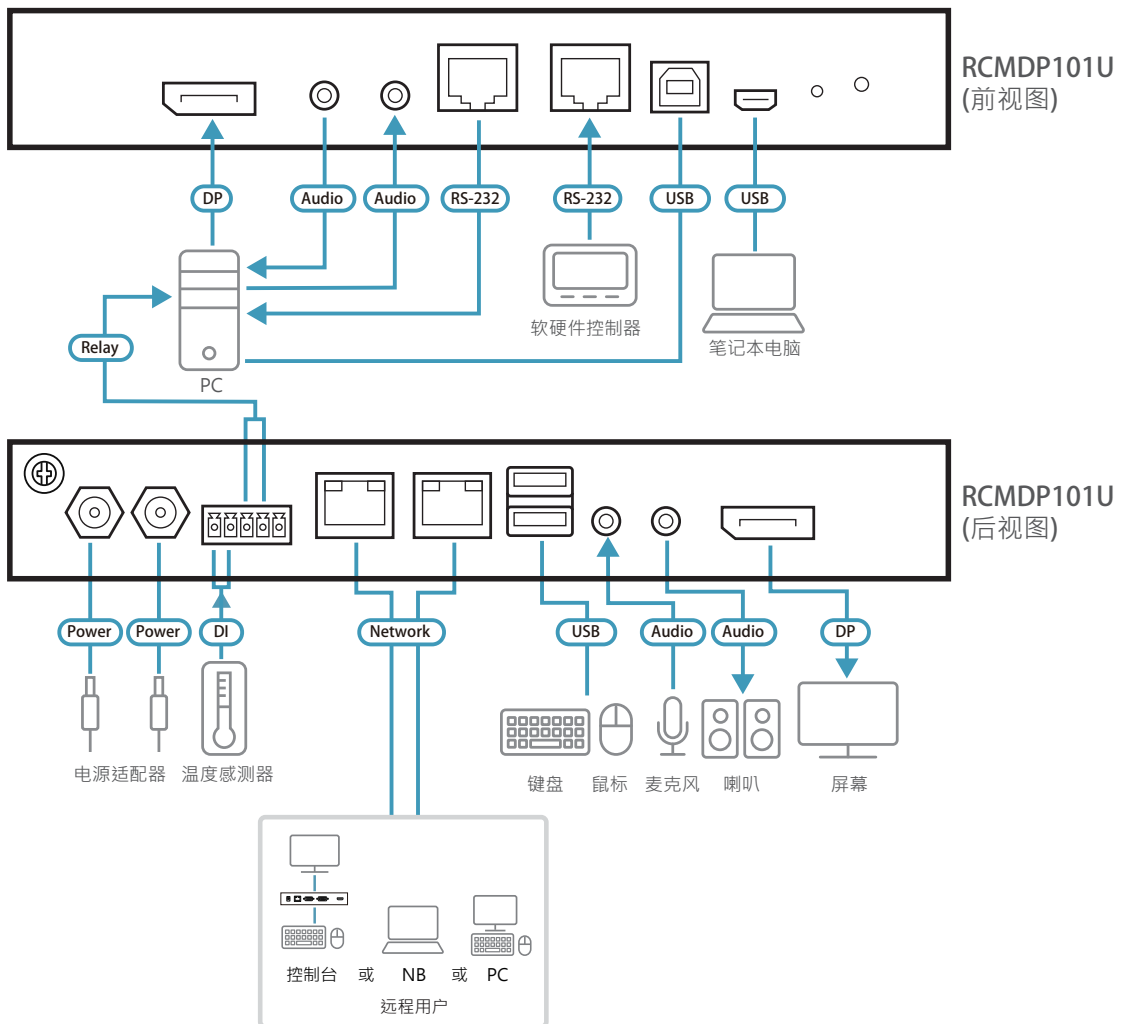 RCMDP101U
(前视图)
DP
Audio
Audio
RS-232
RS-232
USB
USB
软硬件控制器
笔记本电脑
Relay
PC
RCMDP101U
(后视图)
Power
Power
DI
Network
USB
Audio
Audio
DP
电源适配器
温度感测器
键盘
鼠标
麦克风
喇叭
屏幕
控制台 或 NB 或 PC
远程用户